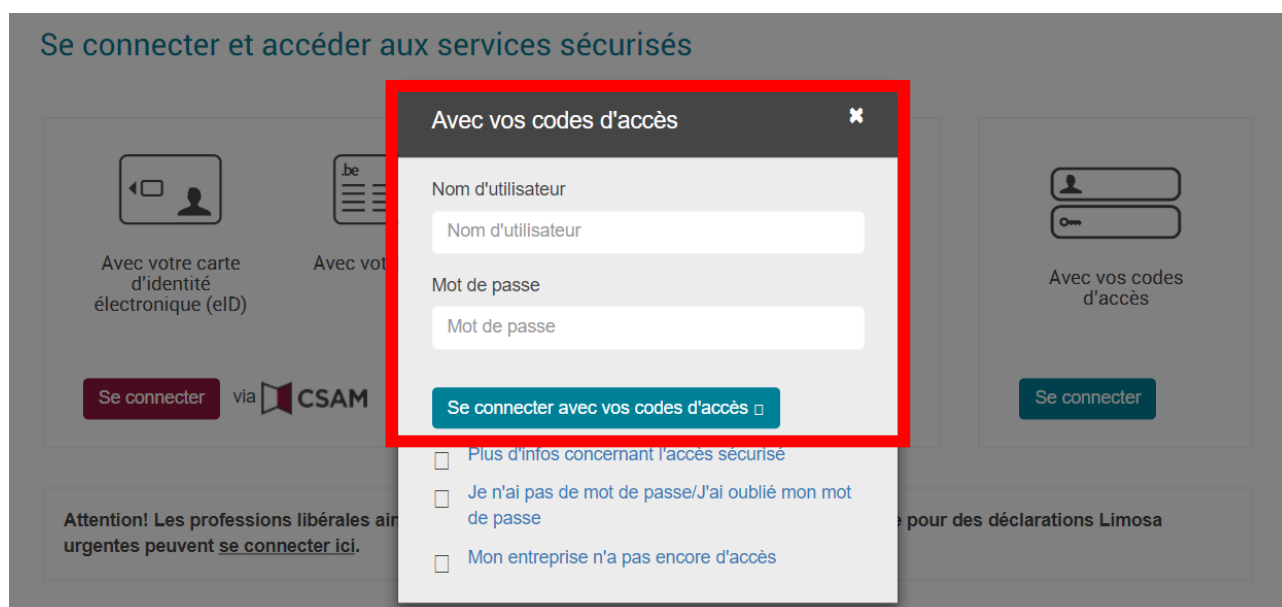 Se connecter et accéder aux services sécurisés
Avec vos codes d'accès
Nom d'utilisateur
Nom d'utilisateur
Mot de passe
Mot de passe
Se connecter avec vos codes d'accès
Plus d'infos concernant l'accès sécurisé
Je n'ai pas de mot de passe/J'ai oublié mon mot
de passe
Mon entreprise n'a pas encore d'accès
.be
Avec votre carte
d'identité
électronique (eID)
Se connecter via CSAM
Avec vot
Avec vos codes
d'accès
Se connecter
Attention! Les professions libérales air
pour des déclarations Limosa
urgentes peuvent se connecter ici.